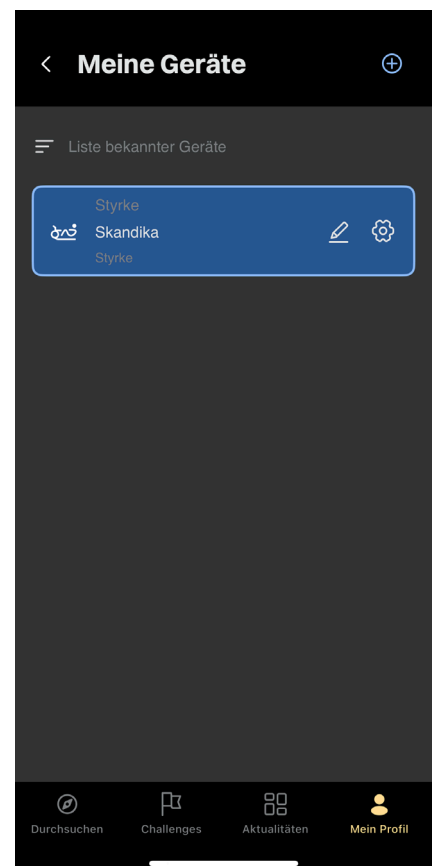 Meine Geräte
Liste bekannter Geräte
Styrke
Skandika
Styrke
Durchsuchen
Challenges
Aktualitäten
Mein Profil